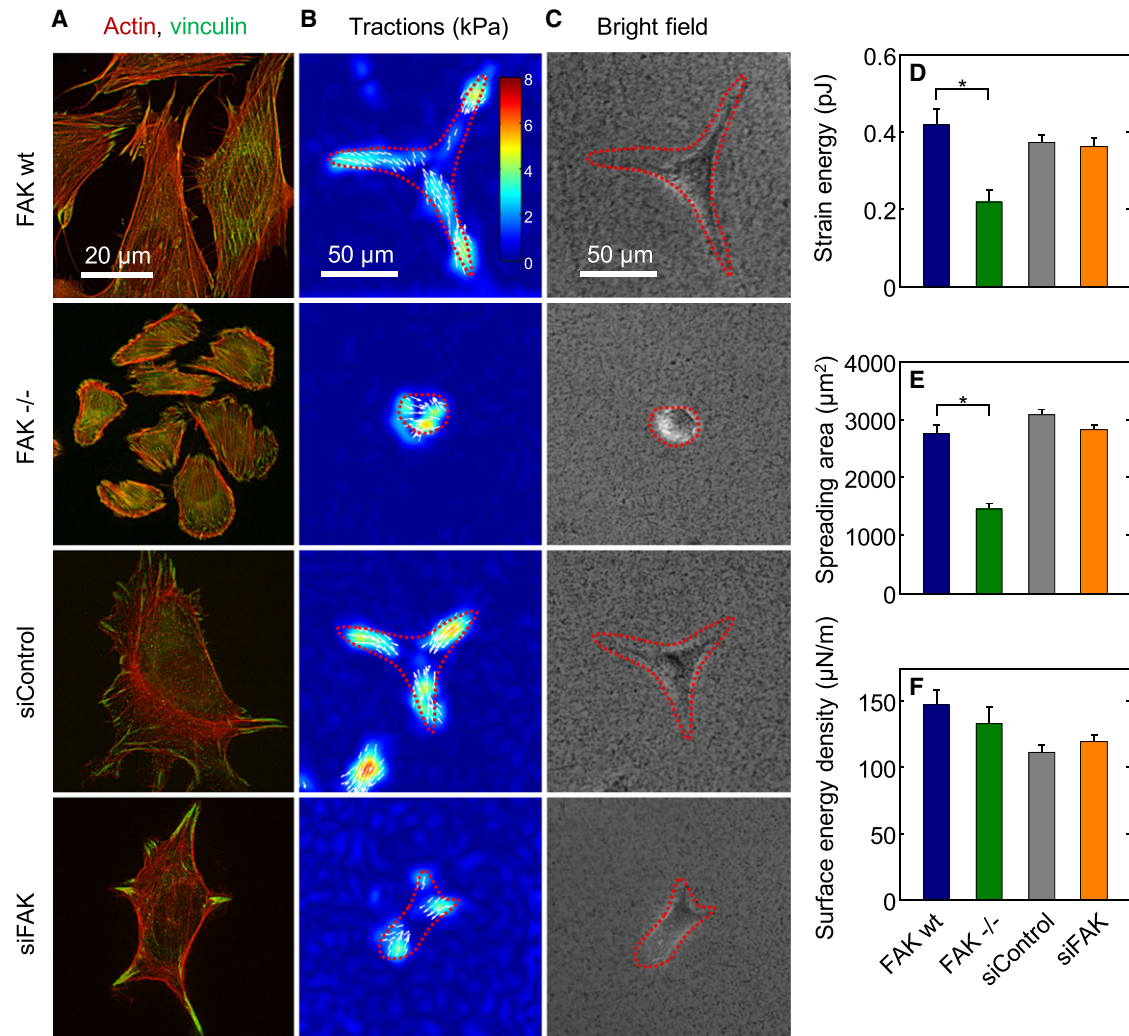 A Actin, vinculin
B Tractions (kPa)
C Bright field
FAK wt
20 µm
50 µm
8
6
4
2
0
50 µm
FAK -/-
siControl
siFAK
D
Strain energy (pJ)
0.6
0.4
0.2
0
*
E
Spreading area (µm²)
4000
3000
2000
1000
0
*
F
Surface energy density (µN/m)
150
100
50
0
FAK wt
FAK -/-
siControl
siFAK